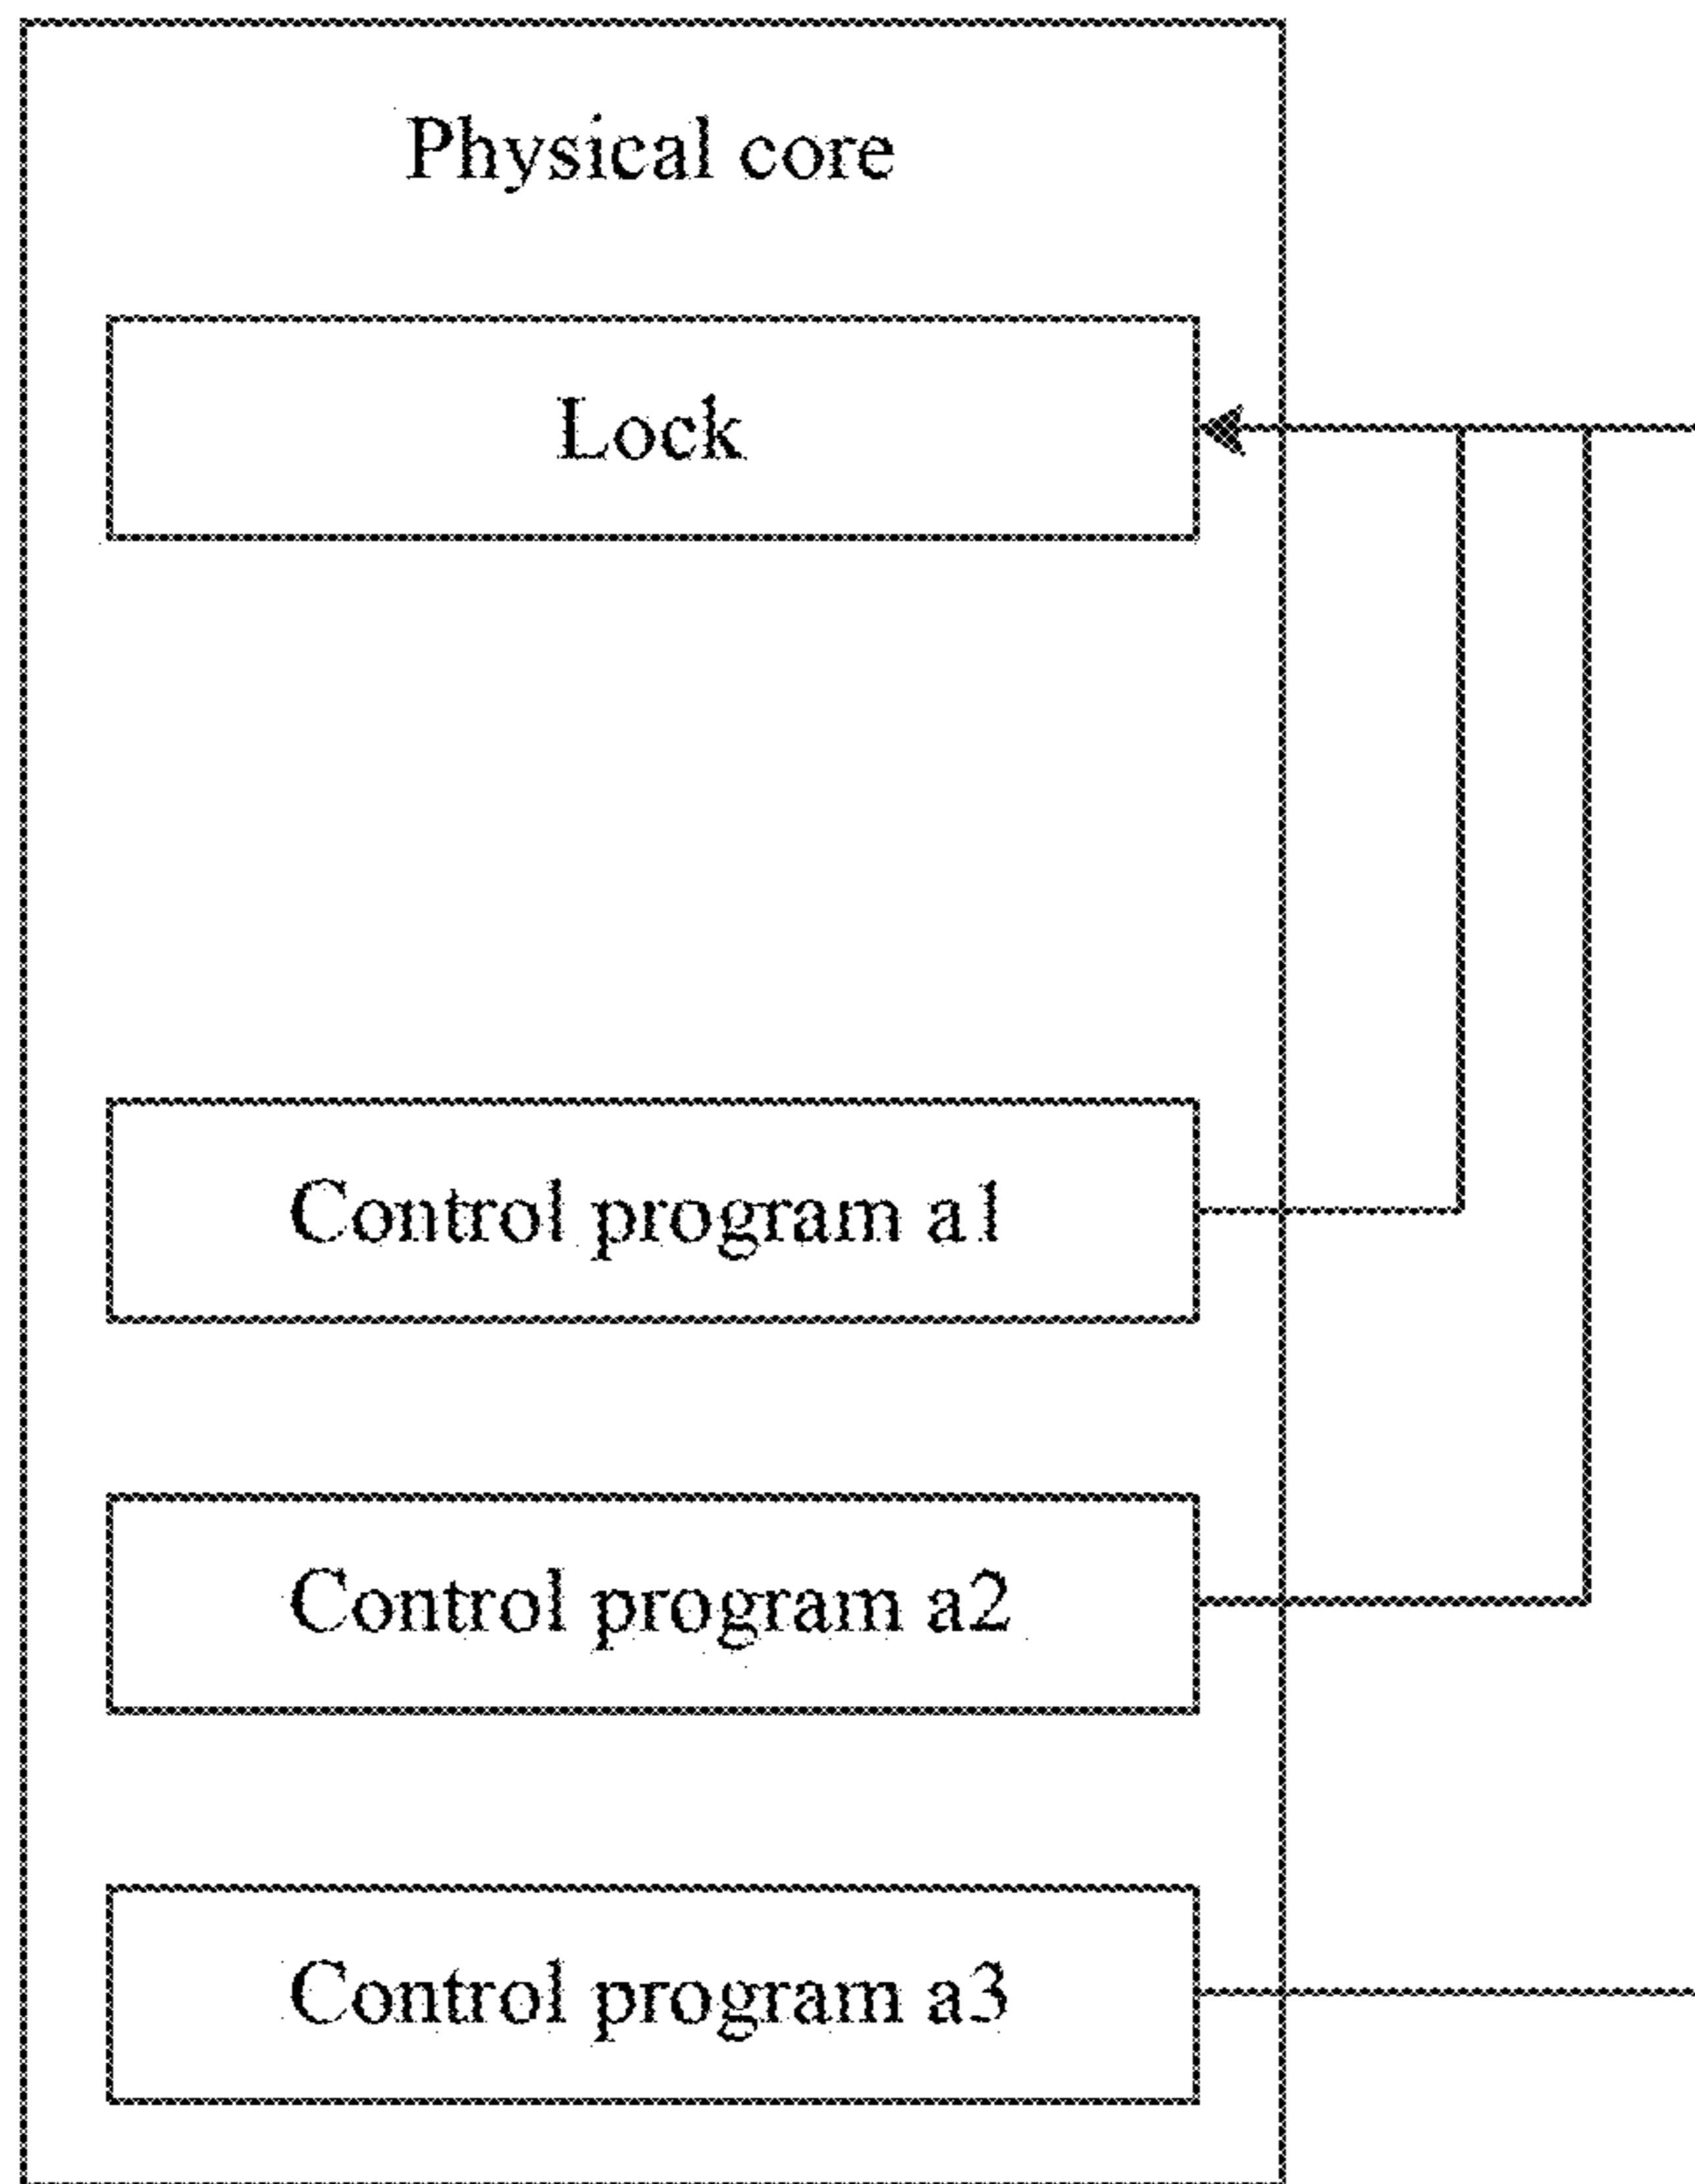 Physical core
Lock
Control program a1
Control program a2
Control program a3